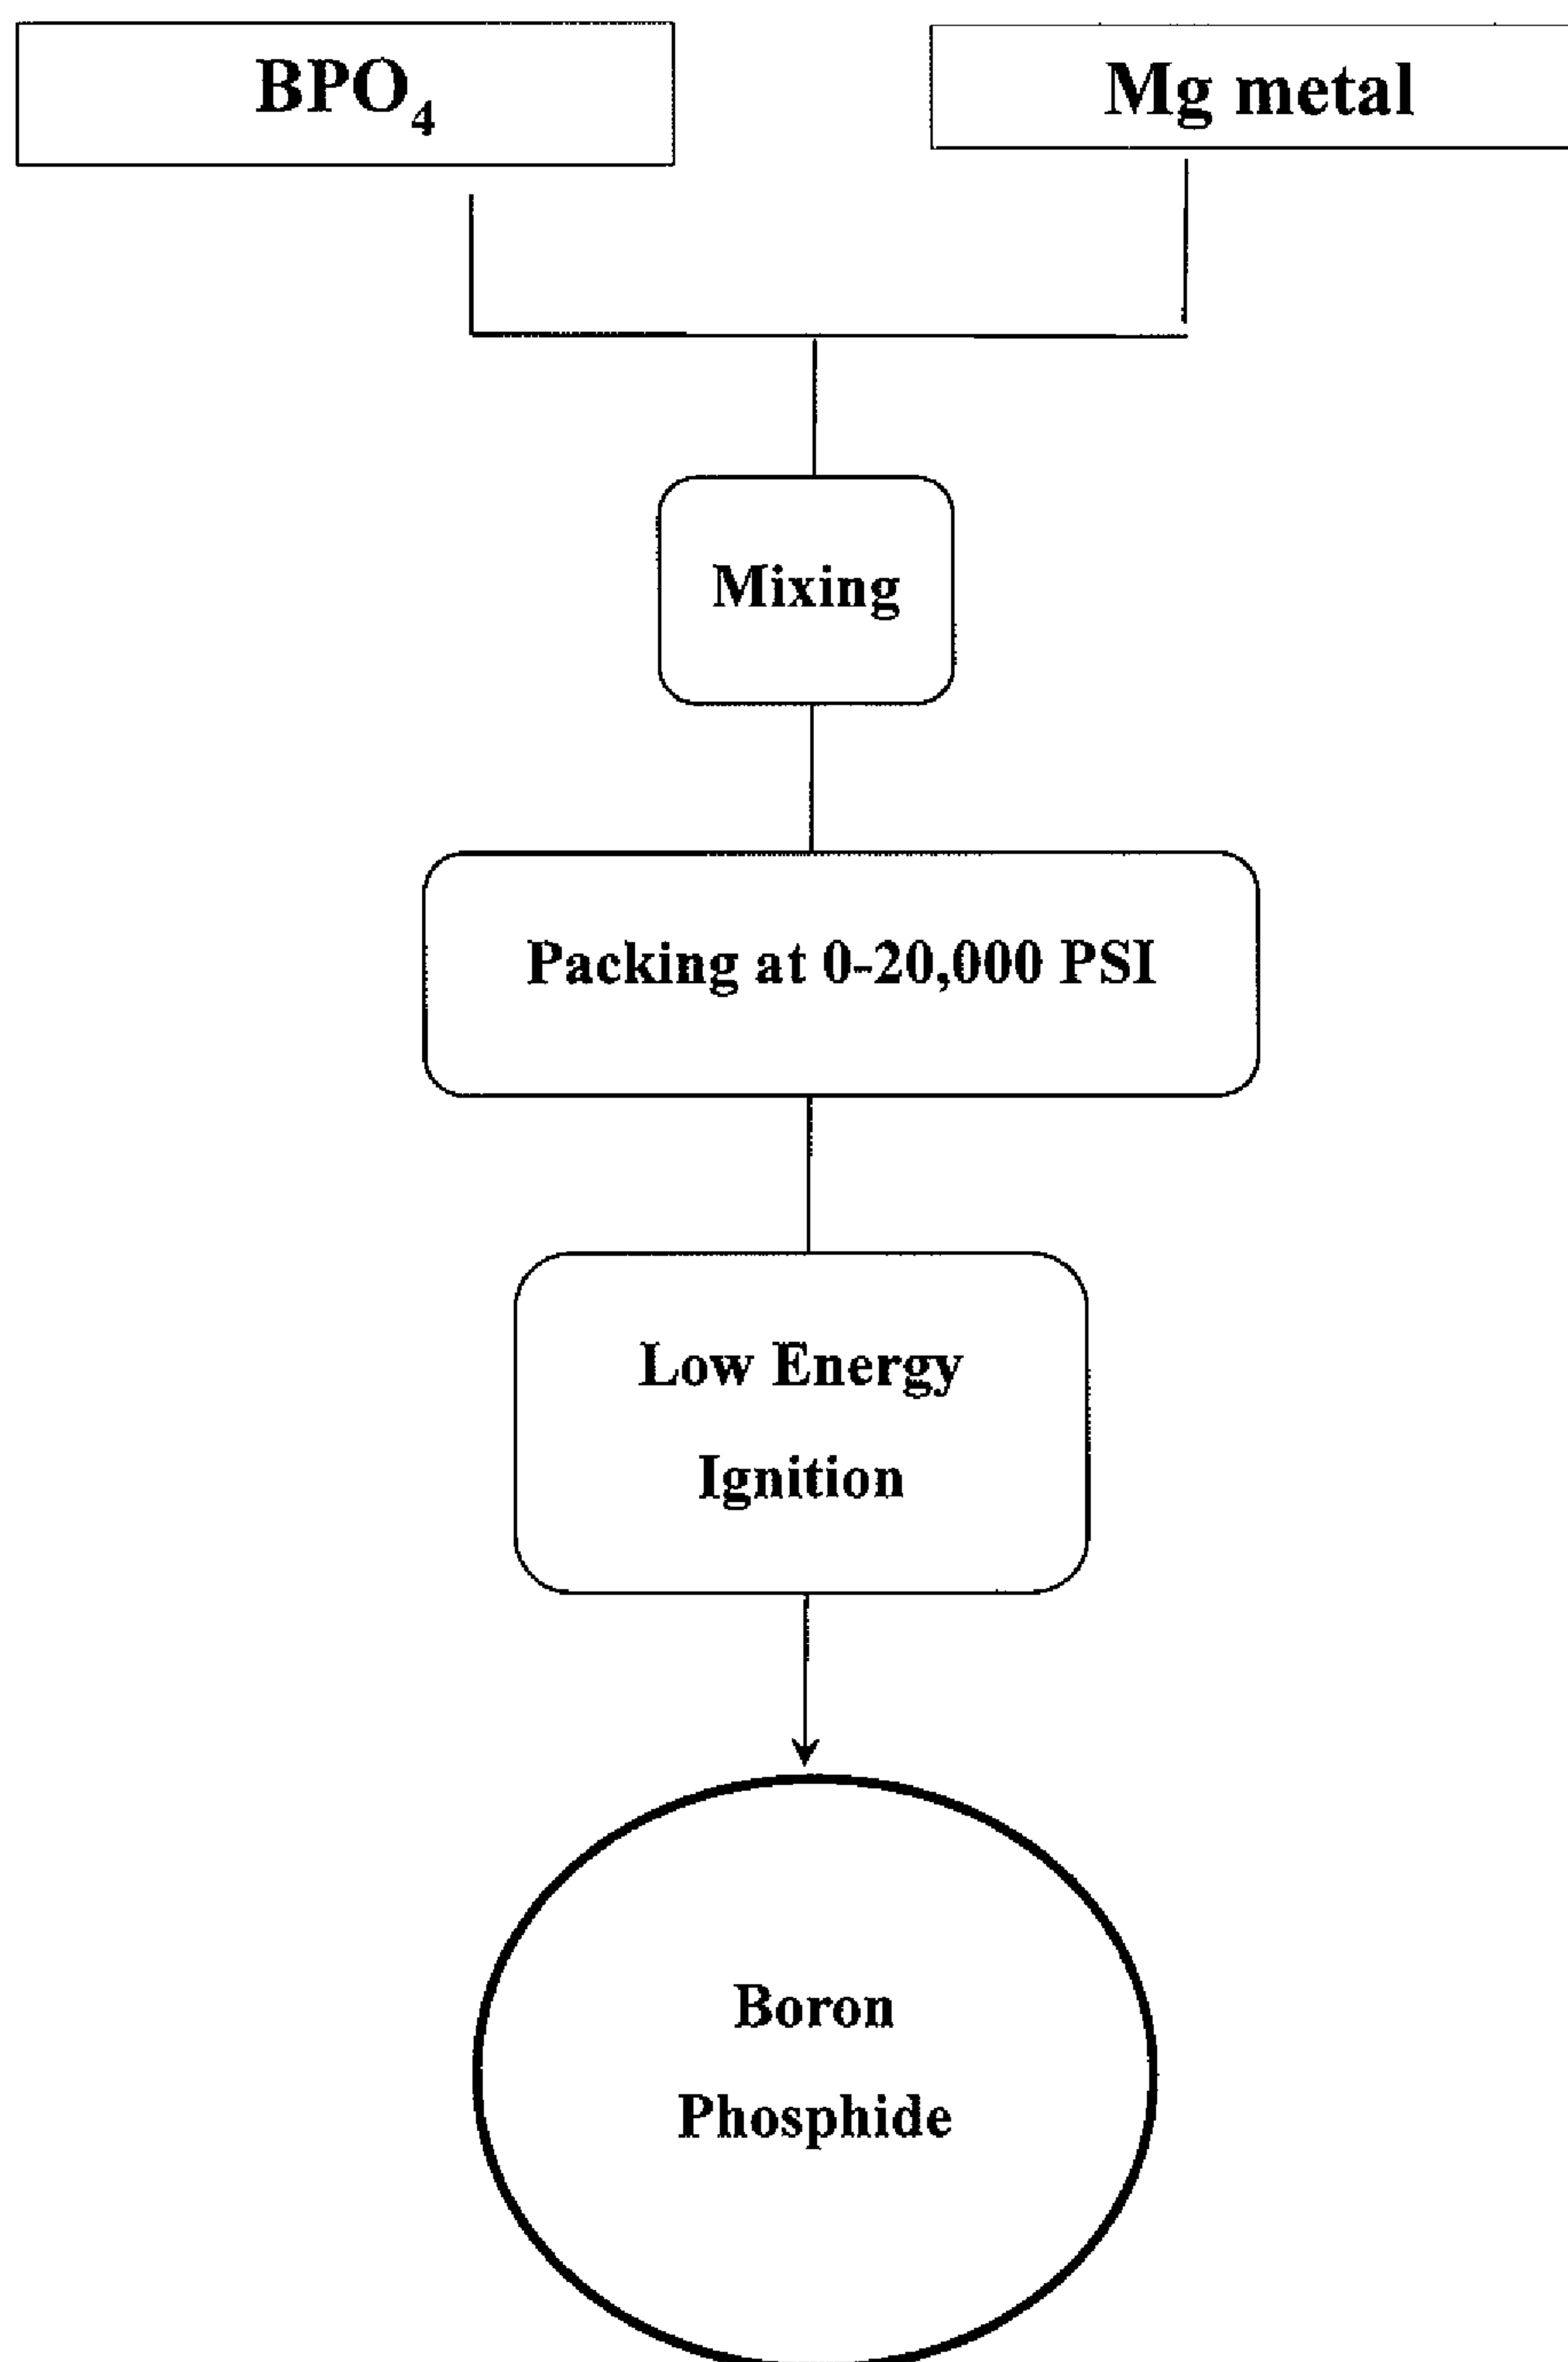 BPO₄
Mg metal
Mixing
Packing at 0-20,000 PSI
Low Energy
Ignition
Boron
Phosphide